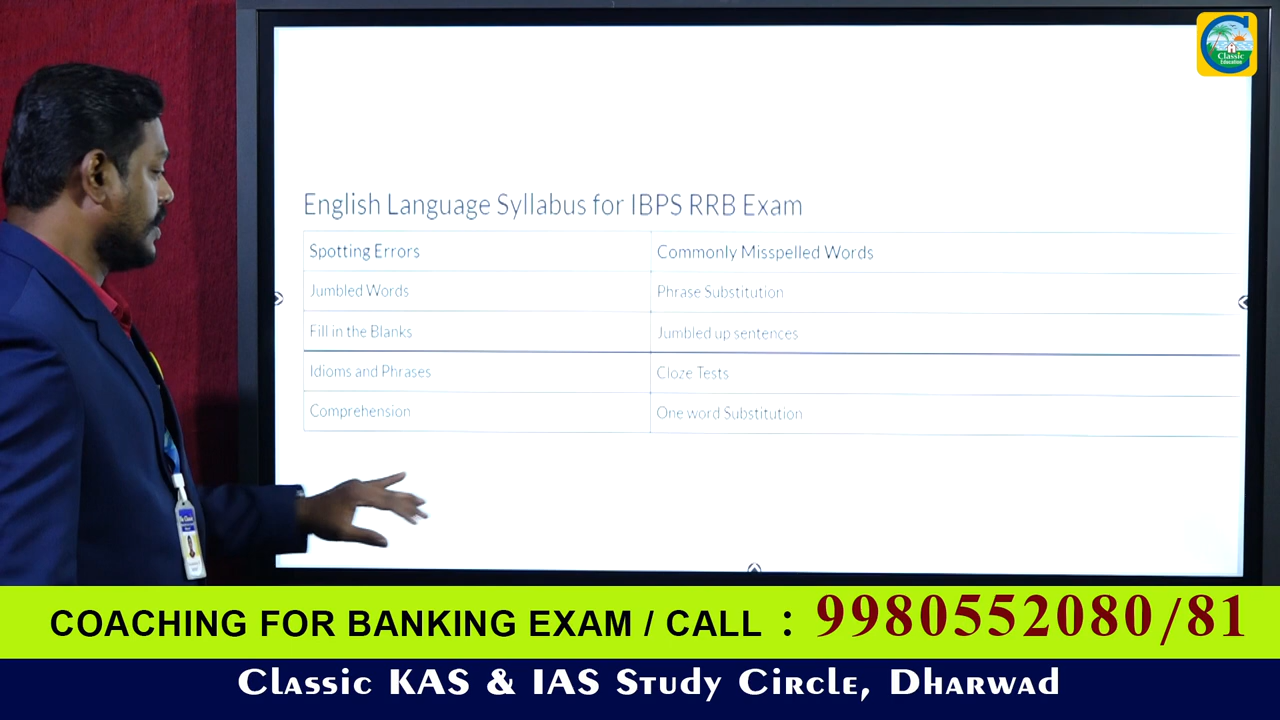 Classic
Education
English Language Syllabus for IBPS RRB Exam
Spotting Errors
Commonly Misspelled Words
Jumbled Words
Phrase Substitution
Fill in the Blanks
Jumbled up sentences
Idioms and Phrases
Cloze Tests
Comprehension
One word Substitution
COACHING FOR BANKING EXAM / CALL : 9980552080/81
Classic KAS & IAS Study Circle, Dharwad